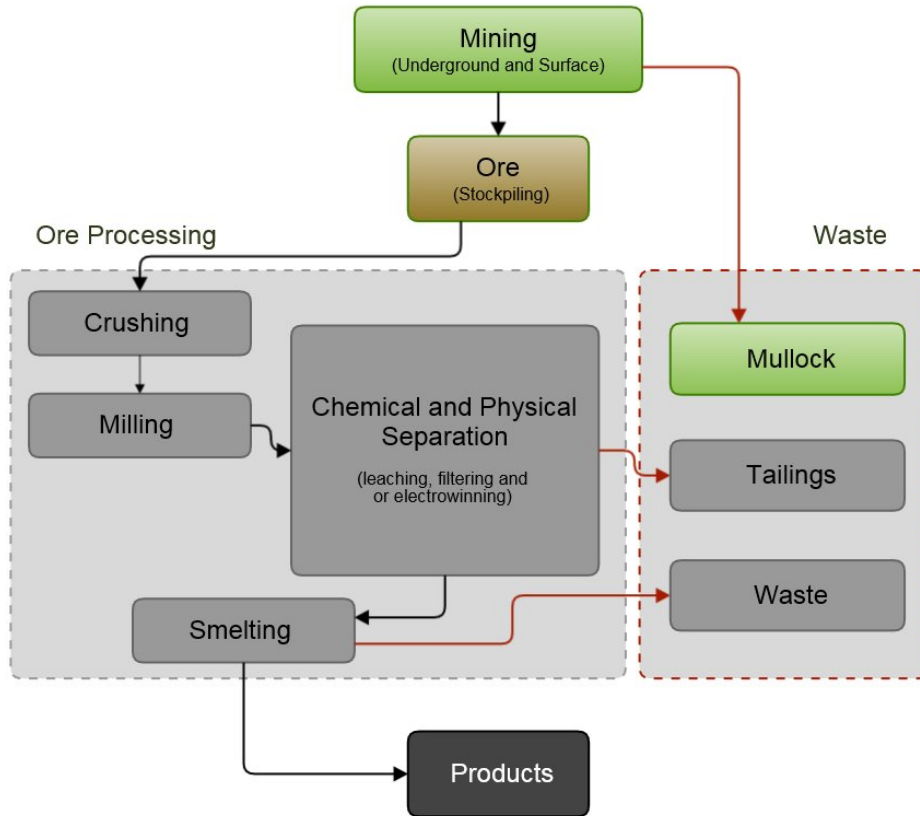 Mining
(Underground and Surface)
Ore
(Stockpiling)
Ore Processing
Waste
Crushing
Milling
Chemical and Physical
Separation
(leaching, filtering and
or electrowinning)
Smelting
Mullock
Tailings
Waste
Products